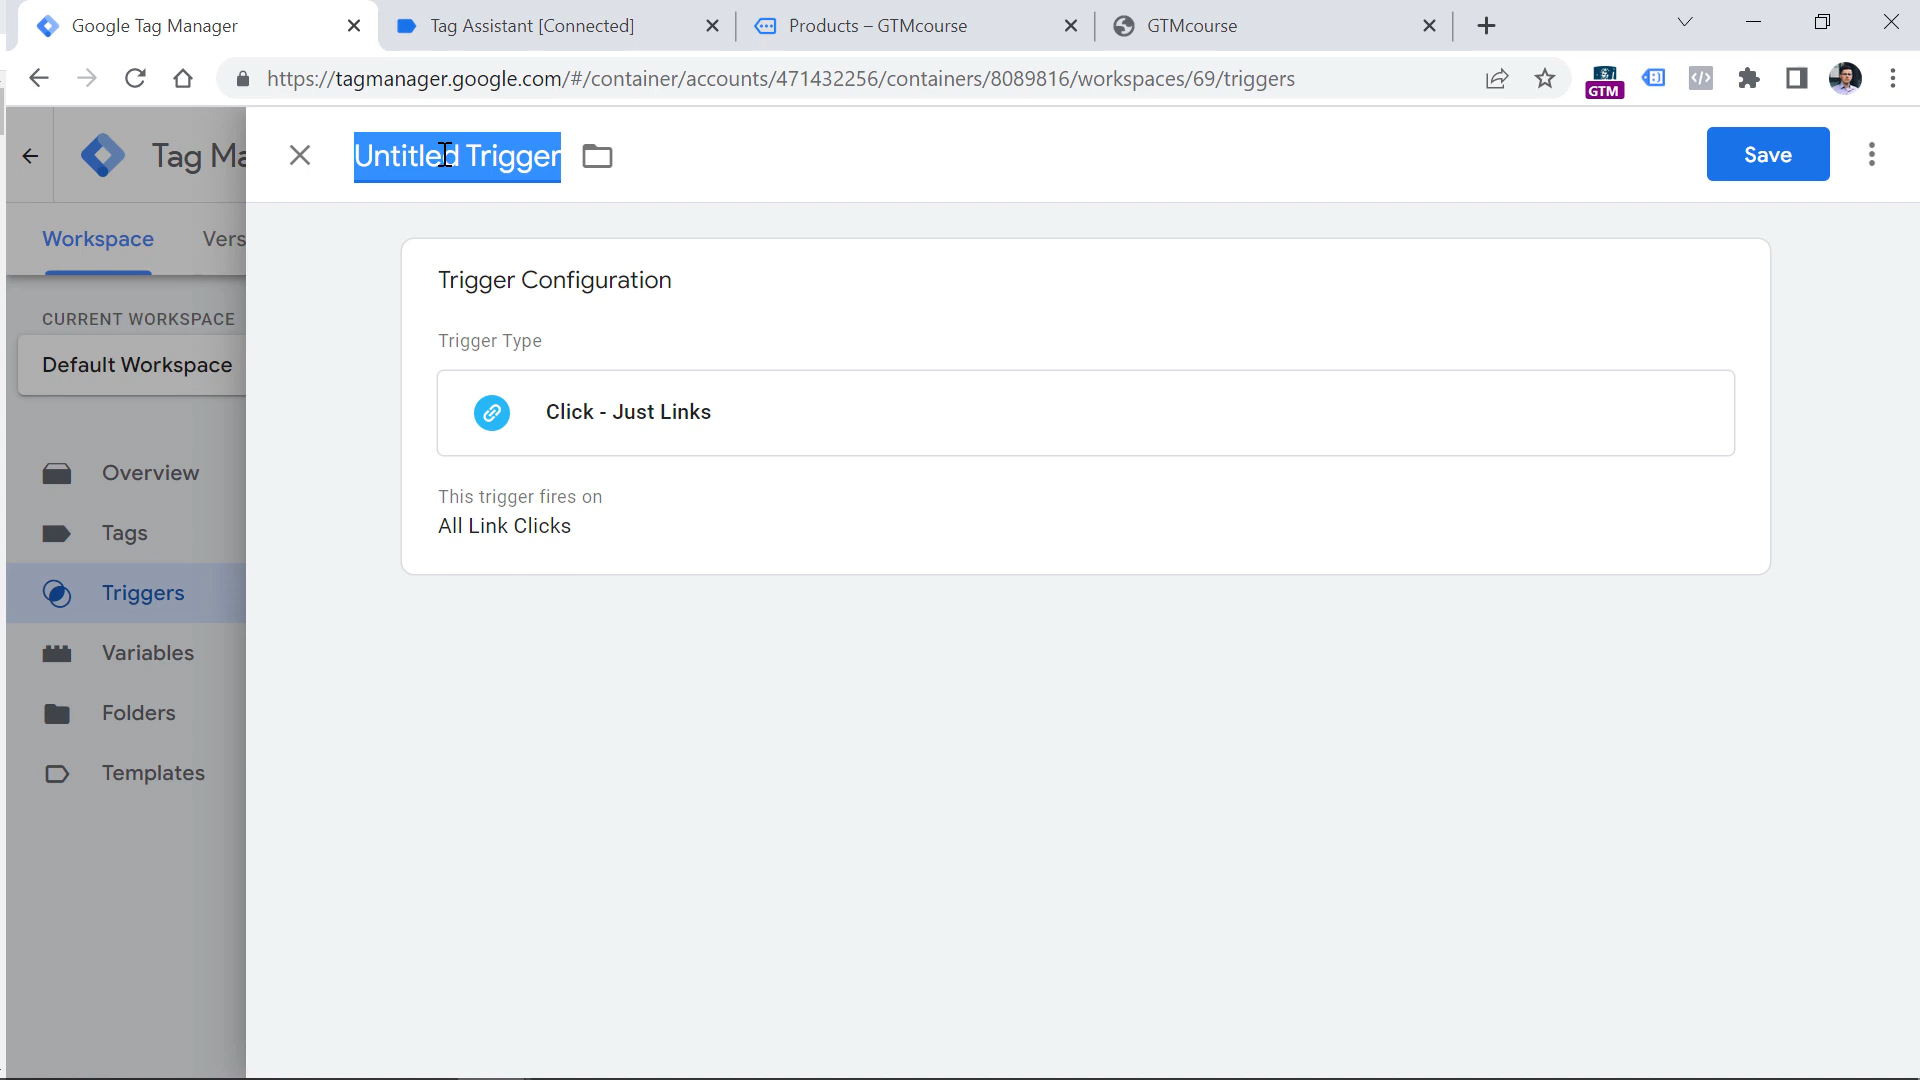 Google Tag Manager
Tag Assistant [Connected]
Products – GTMcourse
GTMcourse
https://tagmanager.google.com/#/container/accounts/471432256/containers/8089816/workspaces/69/triggers
GTM
Tag Ma
Untitled Trigger
Save
Workspace
Vers
CURRENT WORKSPACE
Default Workspace
Overview
Tags
Triggers
Variables
Folders
Templates
Trigger Configuration
Trigger Type
Click - Just Links
This trigger fires on
All Link Clicks